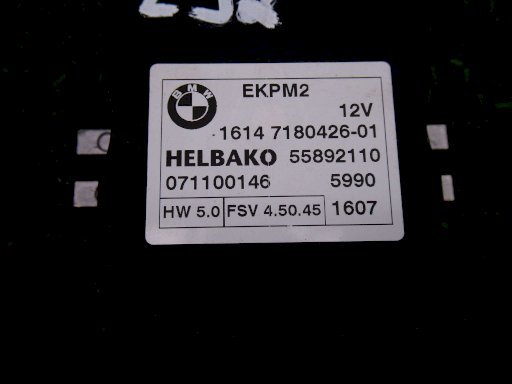 BMW
EKPM2
12V
1614 7180426-01
HELBAKO 55892110
071100146 5990
HW 5.0 FSV 4.50.45 1607